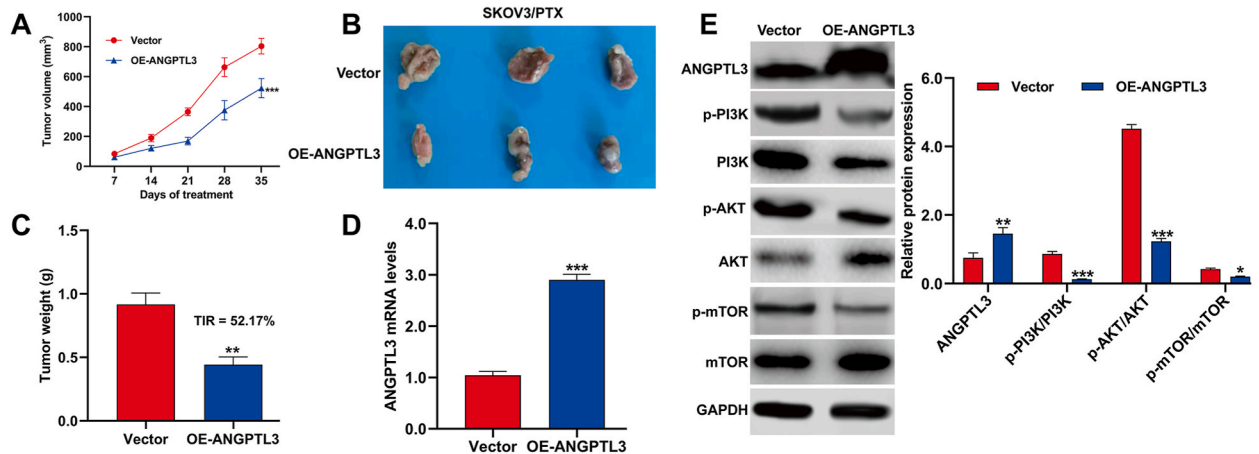 A
Tumor volume (mm3)
1000
800
600
400
200
0
Vector
OE-ANGPTL3
***
7 14 21 28 35
Days of treatment
B
SKOV3/PTX
Vector
OE-ANGPTL3
C
Tumor weight (g)
1.5
1.0
0.5
0.0
TIR = 52.17%
**
Vector OE-ANGPTL3
D
ANGPTL3 mRNA levels
4.0
3.0
2.0
1.0
0.0
***
Vector OE-ANGPTL3
E
Vector OE-ANGPTL3
ANGPTL3
p-PI3K
PI3K
p-AKT
AKT
p-mTOR
mTOR
GAPDH
Relative protein expression
6.0
4.0
2.0
0.0
Vector OE-ANGPTL3
**
***
***
*
ANGPTL3
p-PI3K/PI3K
p-AKT/AKT
p-mTOR/mTOR